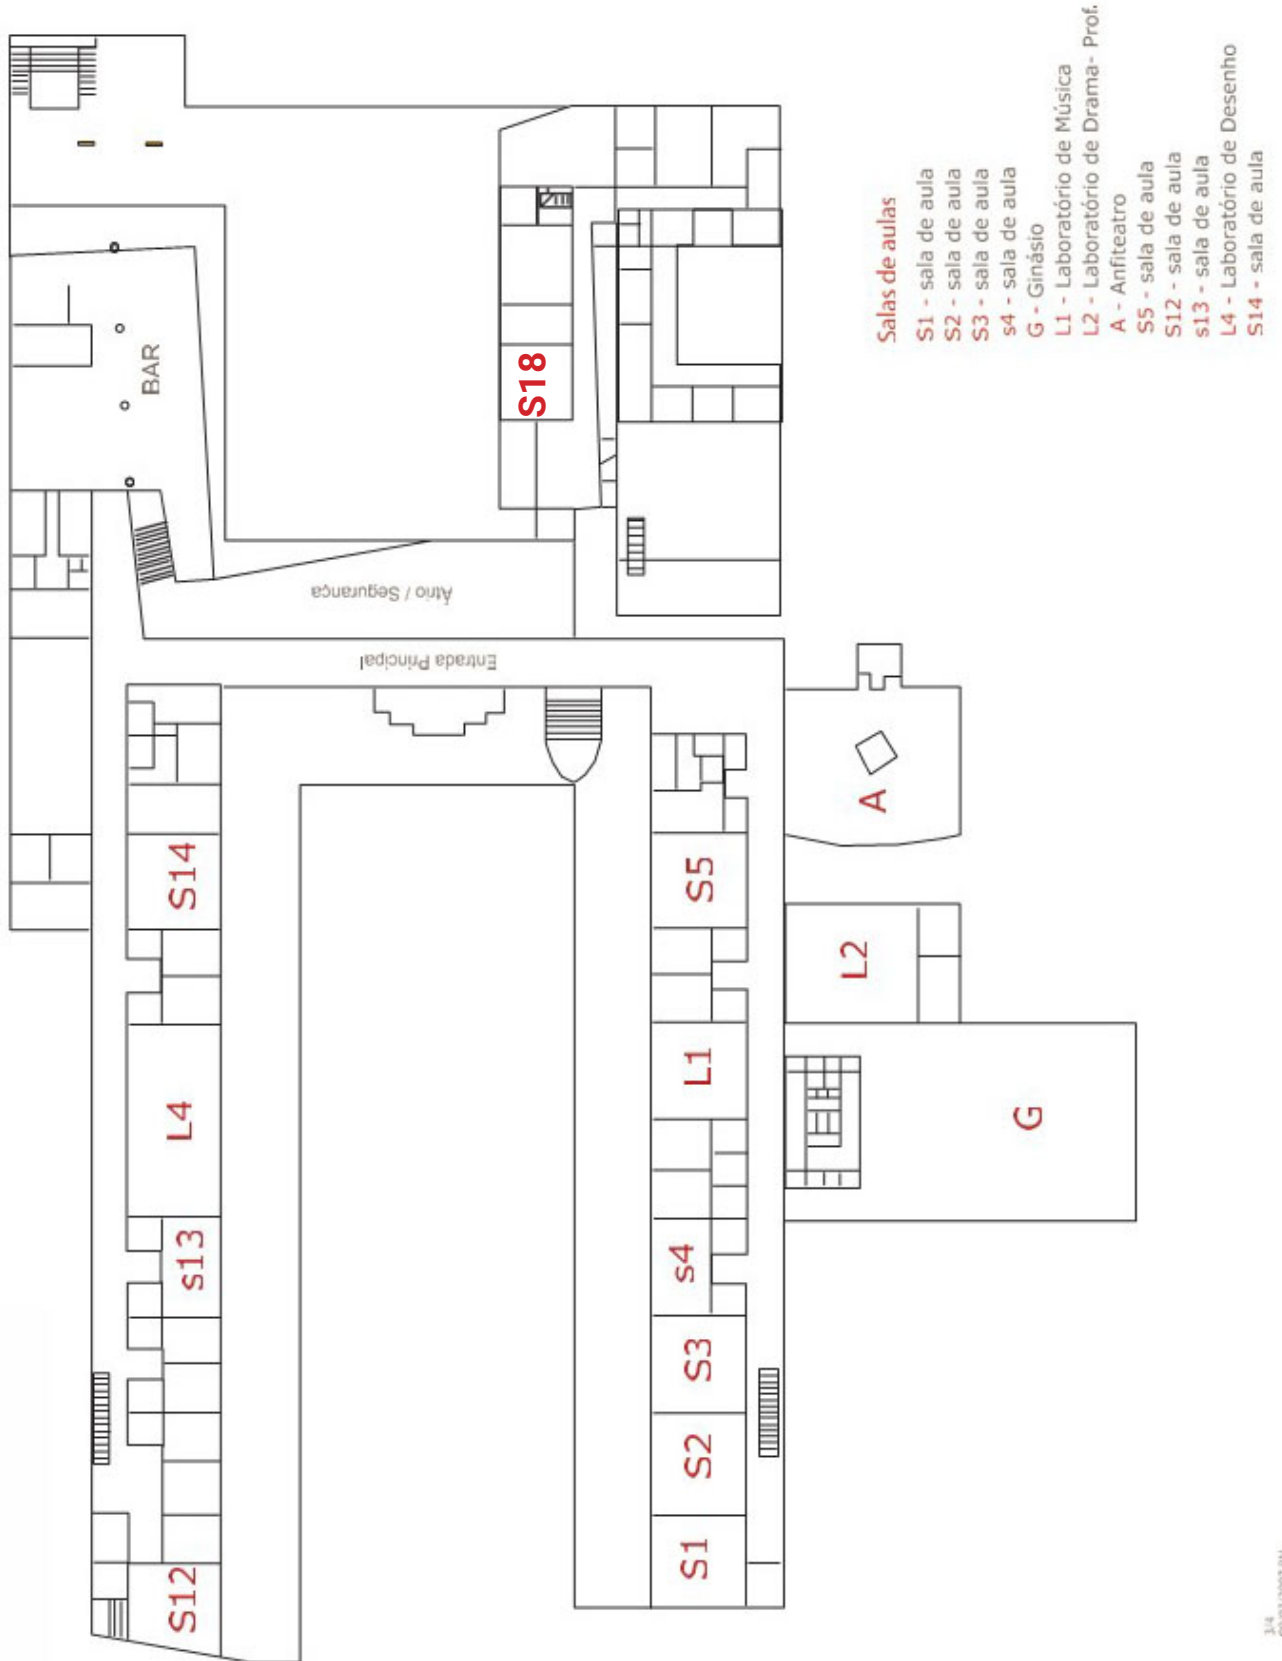 BAR
S18
Átrio / Segurança
Entrada Principal
S14
L4
s13
S12
S5
L1
s4
S3
S2
S1
A
L2
G
Salas de aulas
S1 - sala de aula
S2 - sala de aula
S3 - sala de aula
s4 - sala de aula
G - Ginásio
L1 - Laboratório de Música
L2 - Laboratório de Drama- Prof.
A - Anfiteatro
S5 - sala de aula
S12 - sala de aula
s13 - sala de aula
L4 - Laboratório de Desenho
S14 - sala de aula
3/4